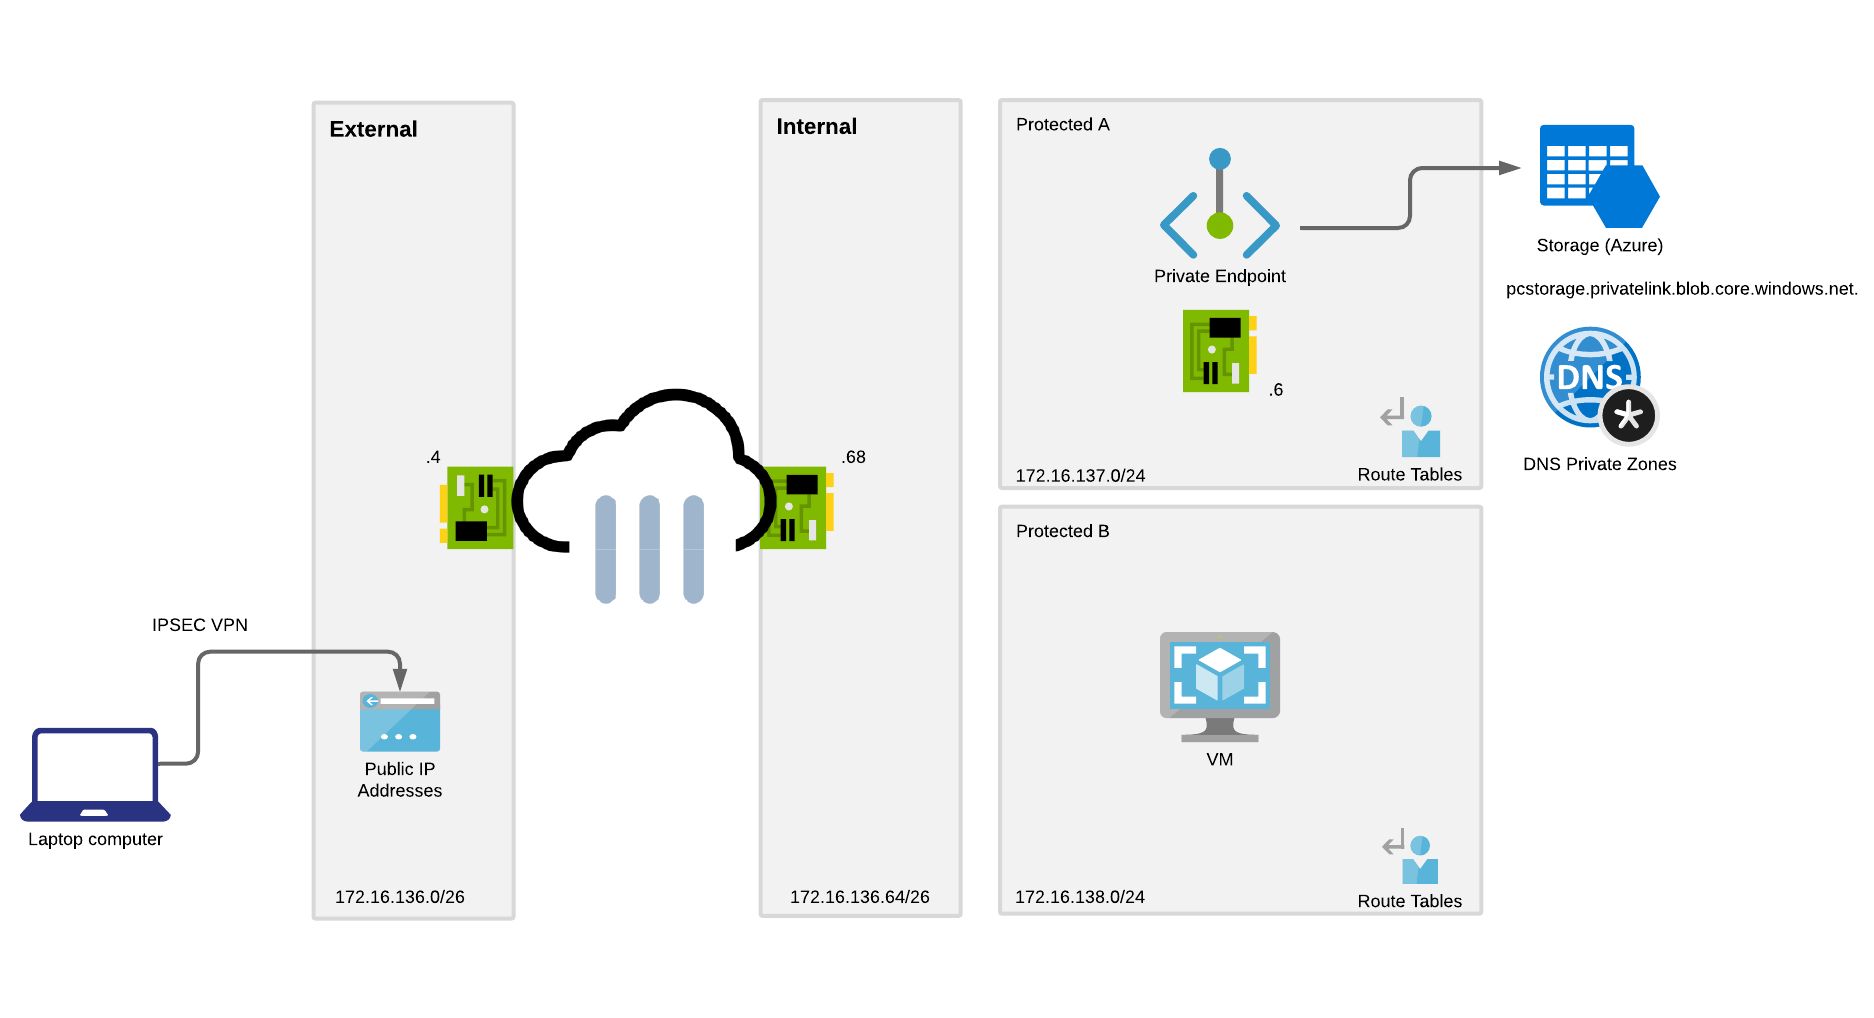 External
Internal
Protected A
Private Endpoint
.6
172.16.137.0/24
Route Tables
Storage (Azure)
pcstorage.privatelink.blob.core.windows.net.
DNS
DNS Private Zones
.4
.68
Protected B
VM
172.16.138.0/24
Route Tables
IPSEC VPN
Laptop computer
Public IP
Addresses
172.16.136.0/26
172.16.136.64/26